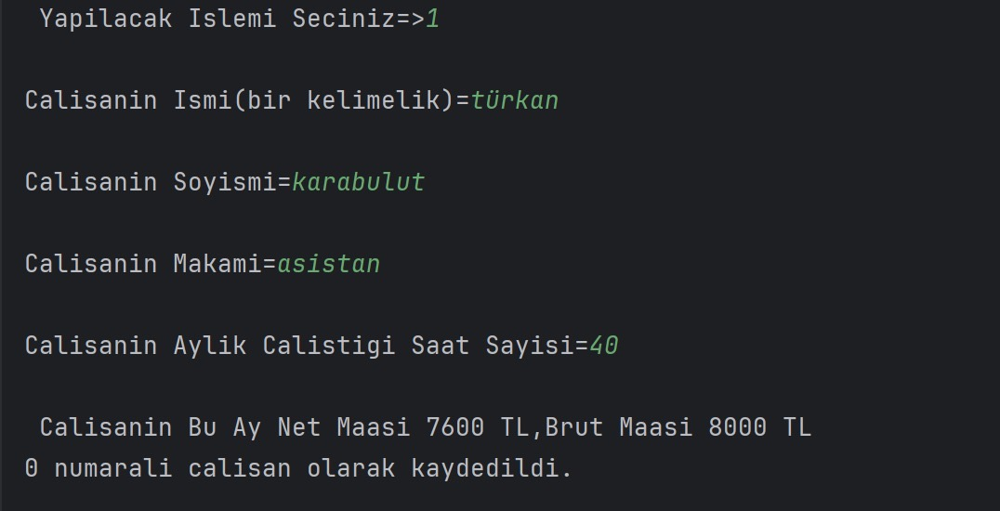 Yapilacak Islemi Seciniz=>1
Calisanin Ismi(bir kelimelik)=türkan
Calisanin Soyismi=karabulut
Calisanin Makami=asistan
Calisanin Aylik Calistigi Saat Sayisi=40
Calisanin Bu Ay Net Maasi 7600 TL,Brut Maasi 8000 TL
0 numarali calisan olarak kaydedildi.